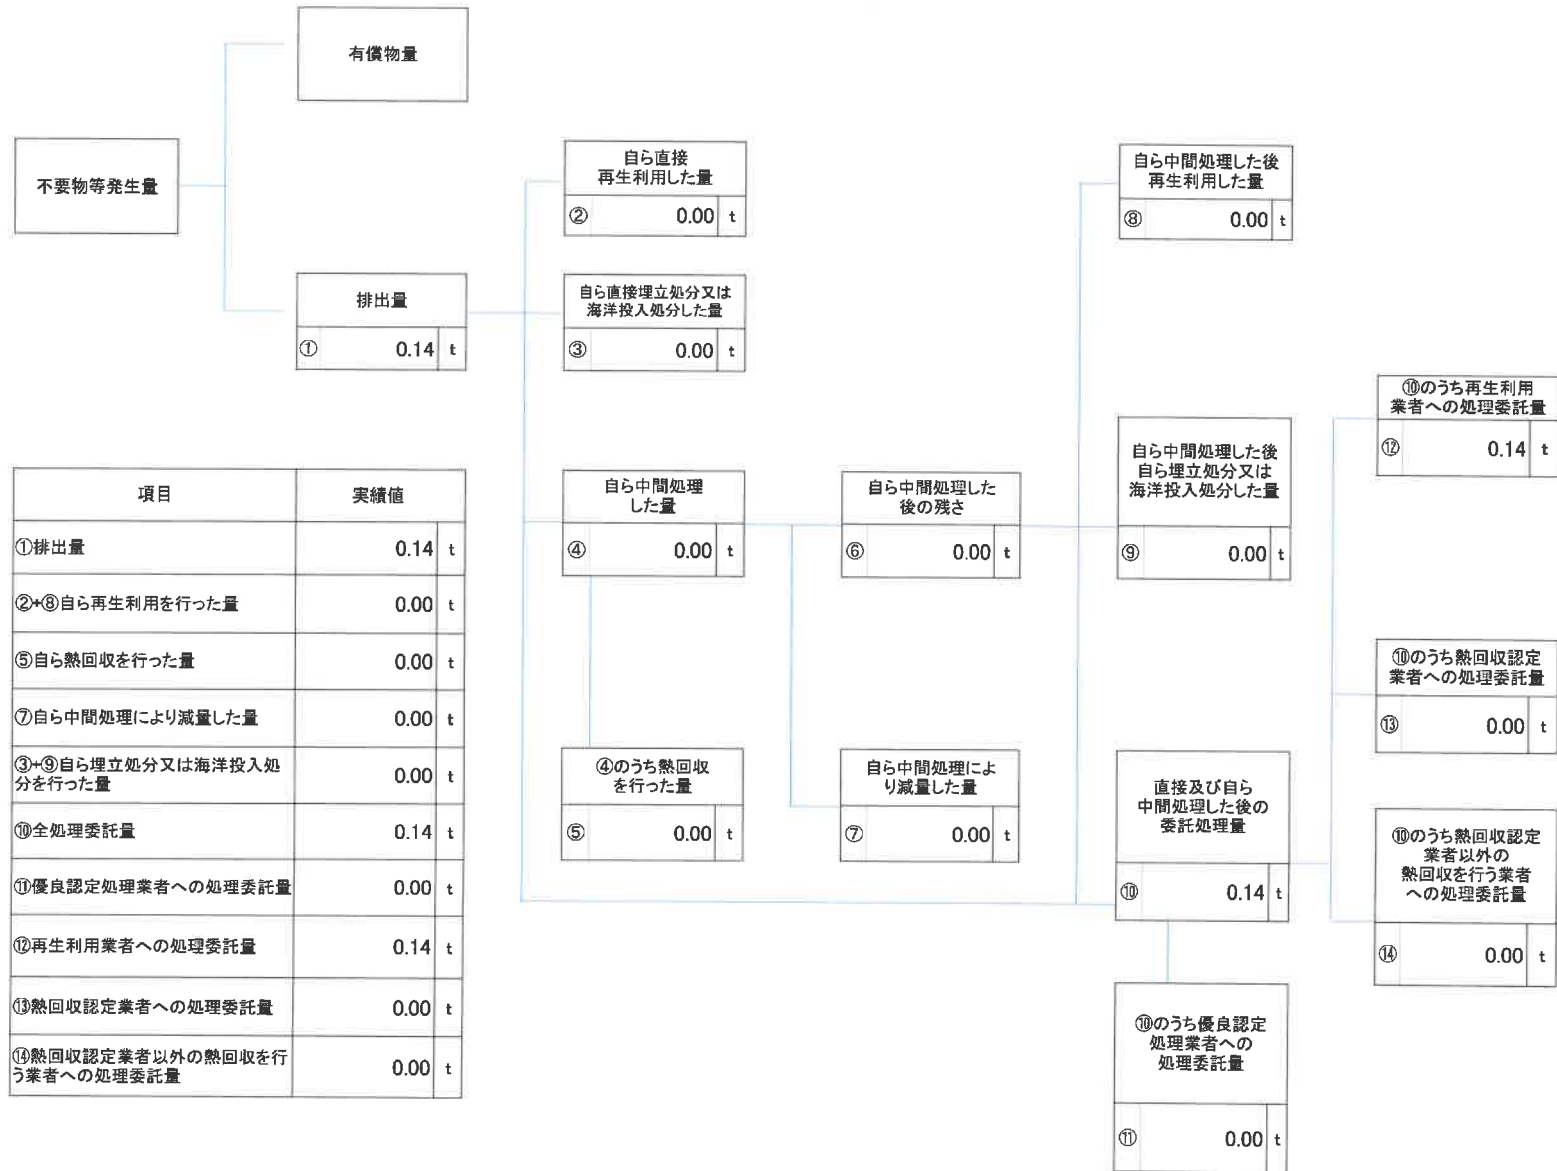 有償物量
不要物等発生量
排出量
① 0.14 t
自ら直接
再生利用した量
② 0.00 t
自ら直接埋立処分又は
海洋投入処分した量
③ 0.00 t
自ら中間処理
した量
④ 0.00 t
④のうち熱回収
を行った量
⑤ 0.00 t
自ら中間処理した
後の残さ
⑥ 0.00 t
自ら中間処理によ
り減量した量
⑦ 0.00 t
自ら中間処理した後
再生利用した量
⑧ 0.00 t
自ら中間処理した後
自ら埋立処分又は
海洋投入処分した量
⑨ 0.00 t
直接及び自ら
中間処理した後の
委託処理量
⑩ 0.14 t
⑩のうち優良認定
処理業者への
処理委託量
⑪ 0.00 t
⑩のうち再生利用
業者への処理委託量
⑫ 0.14 t
⑩のうち熱回収認定
業者への処理委託量
⑬ 0.00 t
⑩のうち熱回収認定
業者以外の
熱回収を行う業者
への処理委託量
⑭ 0.00 t
項目 実績値
①排出量 0.14 t
②+⑧自ら再生利用を行った量 0.00 t
⑤自ら熱回収を行った量 0.00 t
⑦自ら中間処理により減量した量 0.00 t
③+⑨自ら埋立処分又は海洋投入処
分を行った量 0.00 t
⑩全処理委託量 0.14 t
⑪優良認定処理業者への処理委託量 0.00 t
⑫再生利用業者への処理委託量 0.14 t
⑬熱回収認定業者への処理委託量 0.00 t
⑭熱回収認定業者以外の熱回収を行
う業者への処理委託量 0.00 t